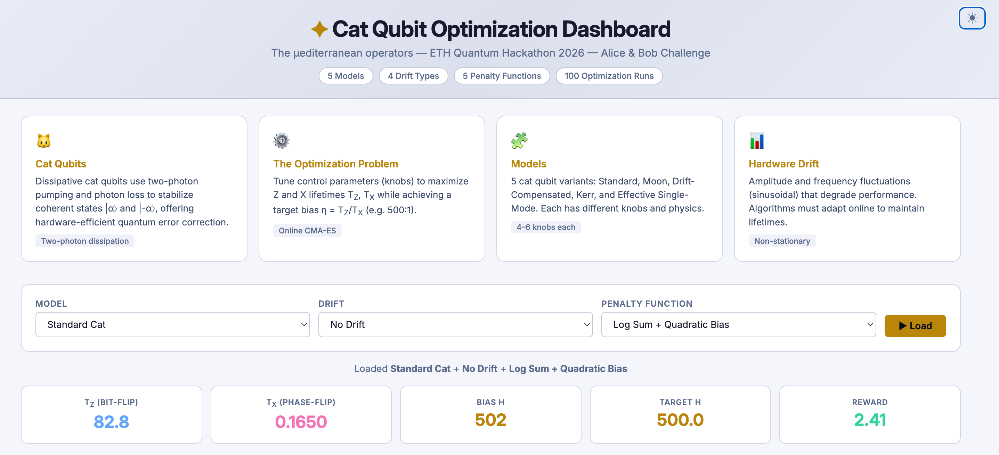 Cat Qubit Optimization Dashboard
The μediterranean operators — ETH Quantum Hackathon 2026 — Alice & Bob Challenge
5 Models
4 Drift Types
5 Penalty Functions
100 Optimization Runs
Cat Qubits
Dissipative cat qubits use two-photon
pumping and photon loss to stabilize
coherent states |α⟩ and |-α⟩, offering
hardware-efficient quantum error correction.
Two-photon dissipation
The Optimization Problem
Tune control parameters (knobs) to maximize
Z and X lifetimes T_Z, T_X while achieving a
target bias η = T_Z/T_X (e.g. 500:1).
Online CMA-ES
Models
5 cat qubit variants: Standard, Moon, Drift-
Compensated, Kerr, and Effective Single-
Mode. Each has different knobs and physics.
4–6 knobs each
Hardware Drift
Amplitude and frequency fluctuations
(sinusoidal) that degrade performance.
Algorithms must adapt online to maintain
lifetimes.
Non-stationary
MODEL
Standard Cat
DRIFT
No Drift
PENALTY FUNCTION
Log Sum + Quadratic Bias
▶ Load
Loaded Standard Cat + No Drift + Log Sum + Quadratic Bias
T_Z (BIT-FLIP)
82.8
T_X (PHASE-FLIP)
0.1650
BIAS Η
502
TARGET Η
500.0
REWARD
2.41